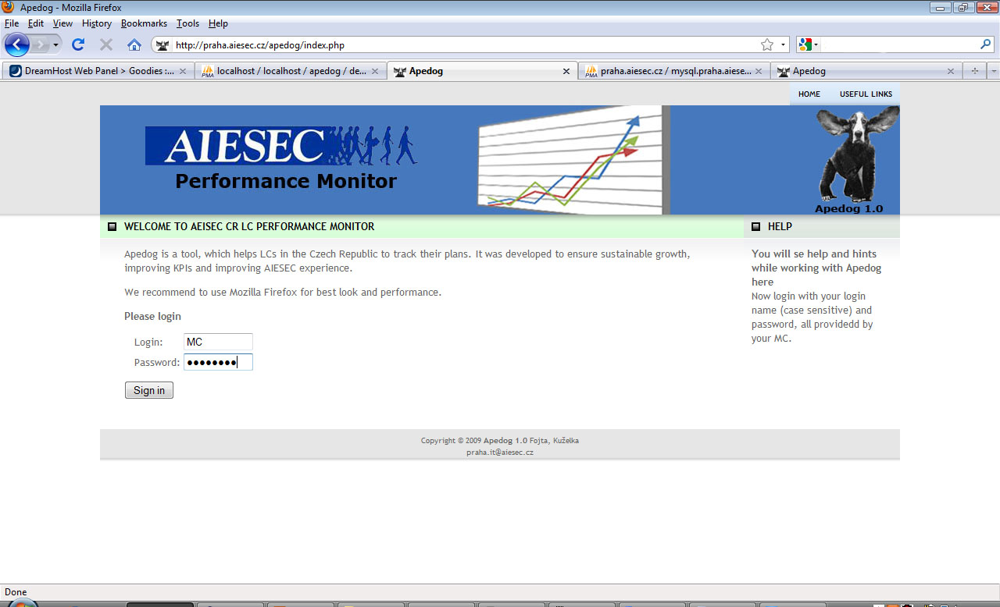 Apedog - Mozilla Firefox
File Edit View History Bookmarks Tools Help
http://praha.aiesec.cz/apedog/index.php
DreamHost Web Panel > Goodies :...
localhost / localhost / apedog / de...
Apedog
praha.aiesec.cz / mysql.praha.aiese...
Apedog
HOME USEFUL LINKS
AIESEC
Performance Monitor
Apedog 1.0
WELCOME TO AEISEC CR LC PERFORMANCE MONITOR
Apedog is a tool, which helps LCs in the Czech Republic to track their plans. It was developed to ensure sustainable growth,
improving KPIs and improving AIESEC experience.
We recommend to use Mozilla Firefox for best look and performance.
Please login
Login: MC
Password: ●●●●●●●●
Sign in
HELP
You will se help and hints
while working with Apedog
here
Now login with your login
name (case sensitive) and
password, all providedd by
your MC.
Copyright © 2009 Apedog 1.0 Fojta, Kuželka
praha.it@aiesec.cz
Done